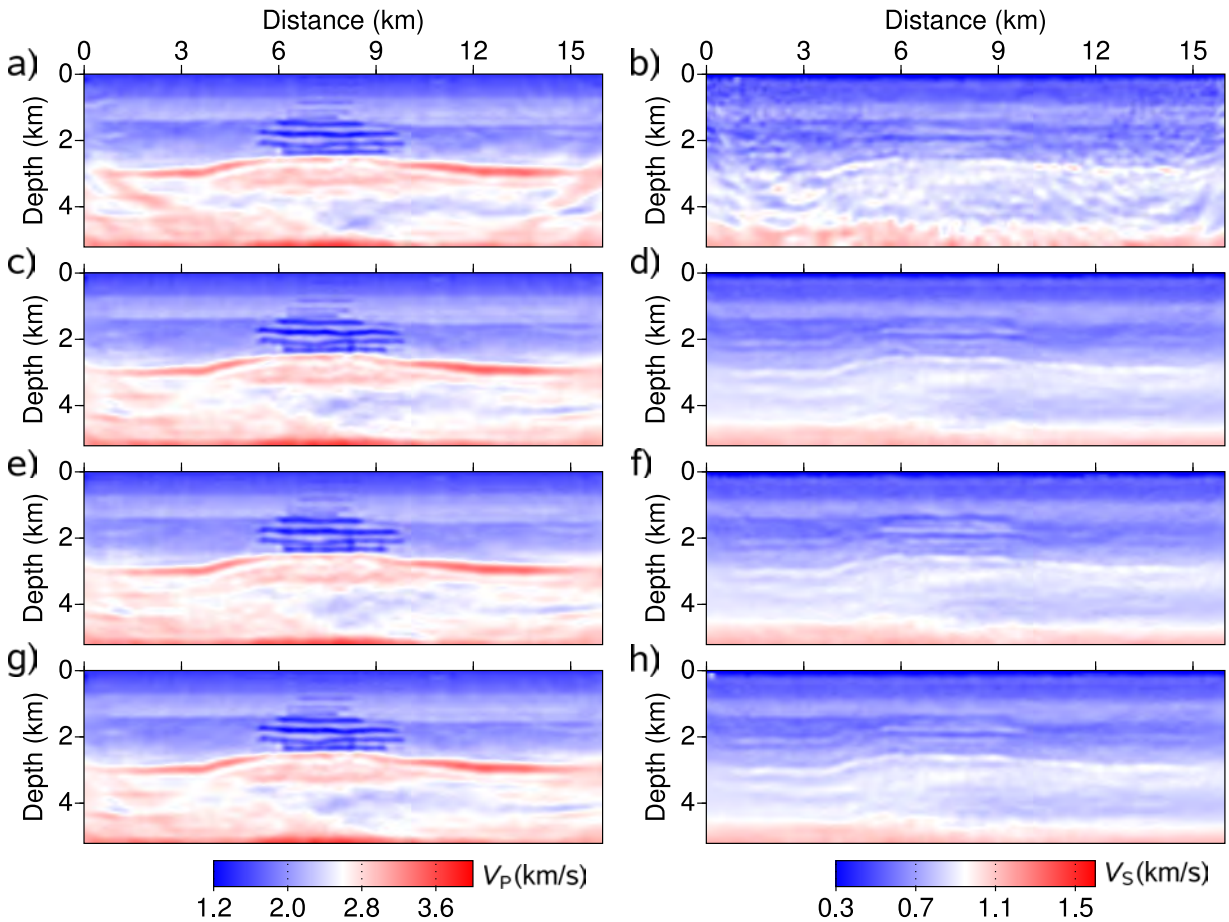 Distance (km) Distance (km)
0 3 6 9 12 15 0 3 6 9 12 15
a) b)
0
2
4
Depth (km)
0
2
4
Depth (km)
c) d)
0
2
4
Depth (km)
0
2
4
Depth (km)
e) f)
0
2
4
Depth (km)
0
2
4
Depth (km)
g) h)
0
2
4
Depth (km)
0
2
4
Depth (km)
VP(km/s) VS(km/s)
1.2 2.0 2.8 3.6 0.3 0.7 1.1 1.5